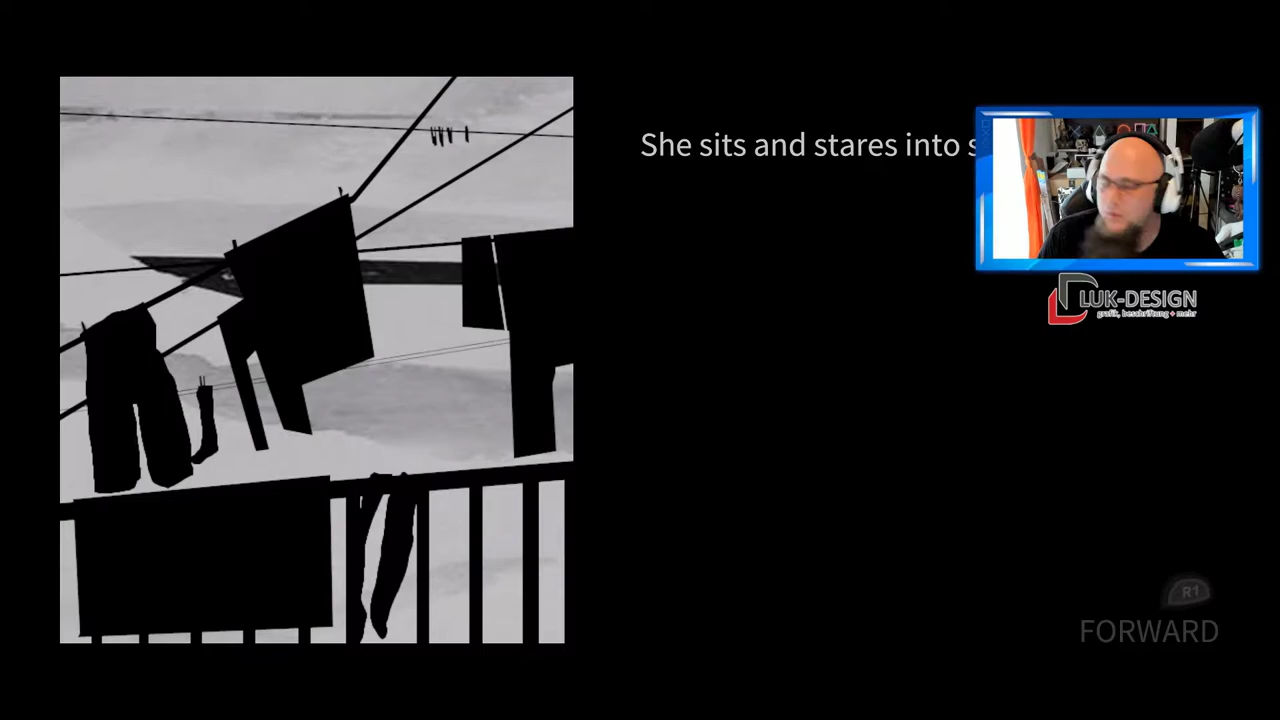 She sits and stares into
LUK-DESIGN
grafik, beschriftung + mehr
R1
FORWARD